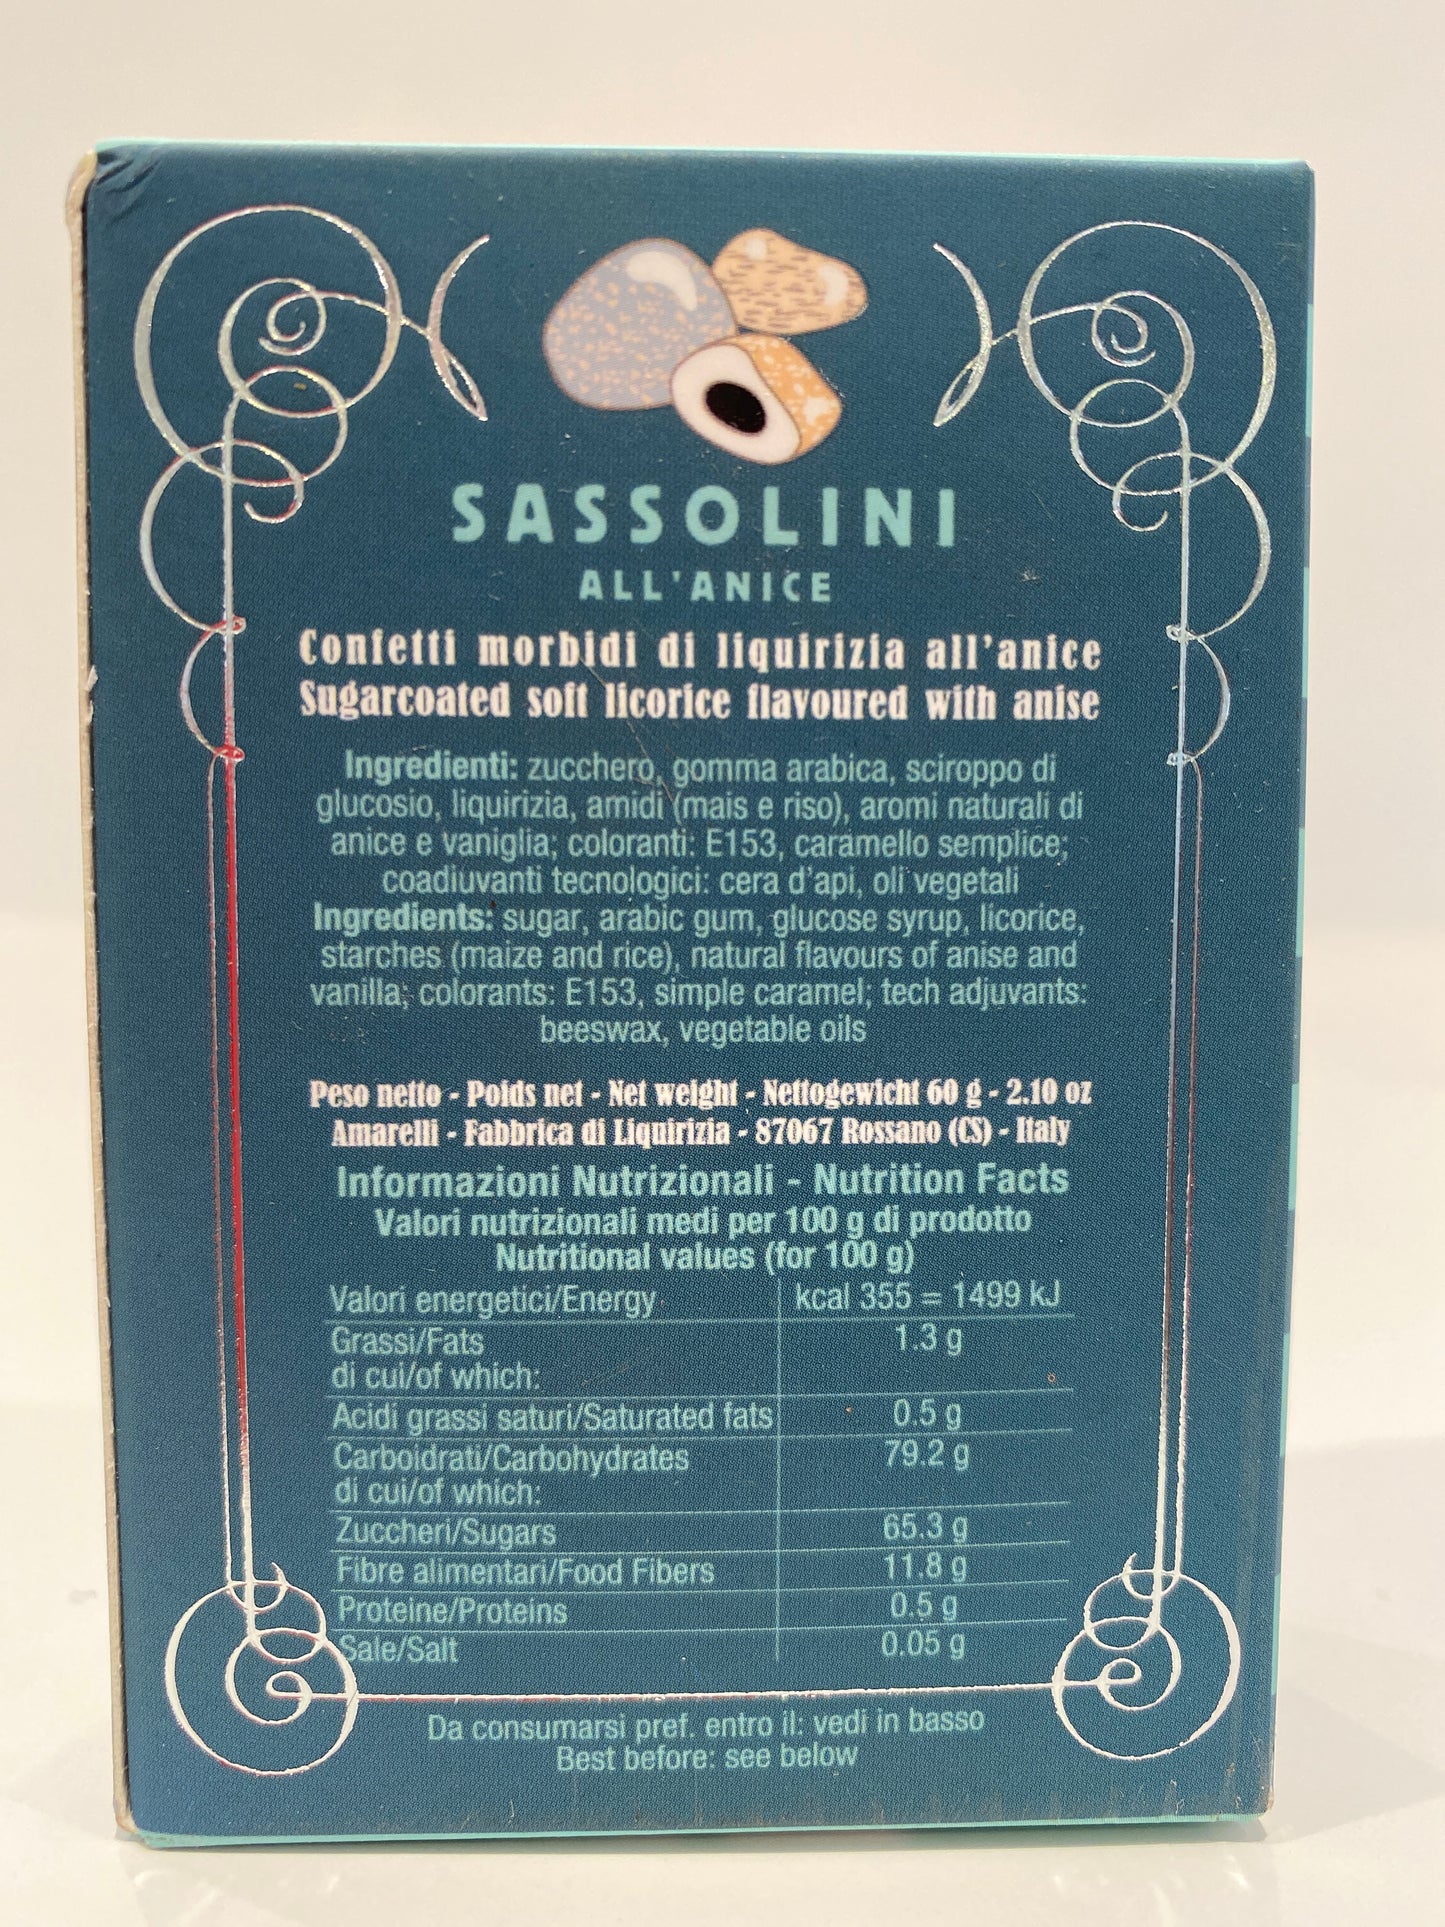 SASSOLINI
ALL'ANICE
Confetti morbidi di liquirizia all'anice
Sugarcoated soft licorice flavoured with anise
Ingredienti: zucchero, gomma arabica, sciroppo di
glucosio, liquirizia, amidi (mais e riso), aromi naturali di
anice e vaniglia; coloranti: E153, caramello semplice;
coadiuvanti tecnologici: cera d'api, oli vegetali
Ingredients: sugar, arabic gum, glucose syrup, licorice,
starches (maize and rice), natural flavours of anise and
vanilla; colorants: E153, simple caramel; tech adjuvants:
beeswax, vegetable oils
Peso netto - Poids net - Net weight - Nettogewicht 60 g - 2.10 oz
Amarelli - Fabbrica di Liquirizia - 87067 Rossano (CS) - Italy
Informazioni Nutrizionali - Nutrition Facts
Valori nutrizionali medi per 100 g di prodotto
Nutritional values (for 100 g)
Valori energetici/Energy kcal 355 = 1499 kJ
Grassi/Fats 1.3 g
di cui/of which:
Acidi grassi saturi/Saturated fats 0.5 g
Carboidrati/Carbohydrates 79.2 g
di cui/of which:
Zuccheri/Sugars 65.3 g
Fibre alimentari/Food Fibers 11.8 g
Proteine/Proteins 0.5 g
Sale/Salt 0.05 g
Da consumarsi pref. entro il: vedi in basso
Best before: see below